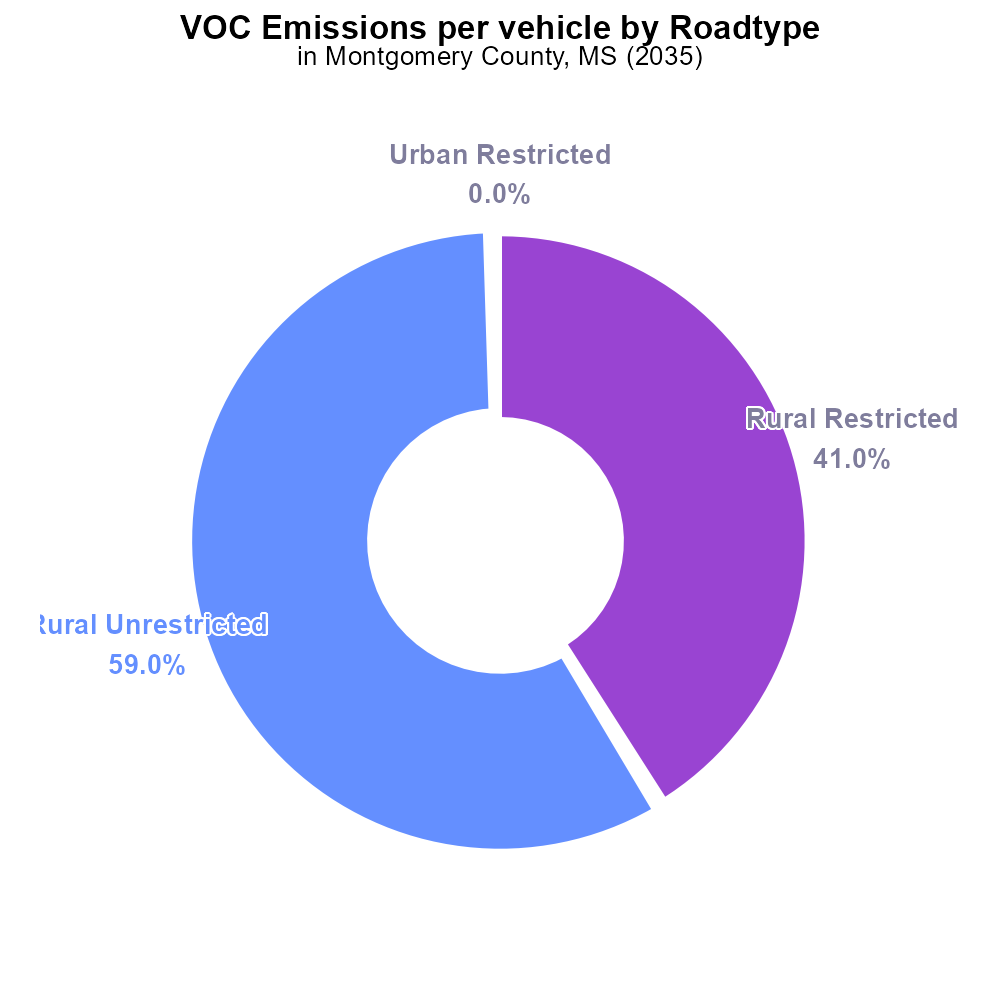 VOC Emissions per vehicle by Roadtype
in Montgomery County, MS (2035)
Urban Restricted
0.0%
Rural Restricted
41.0%
Rural Unrestricted
59.0%